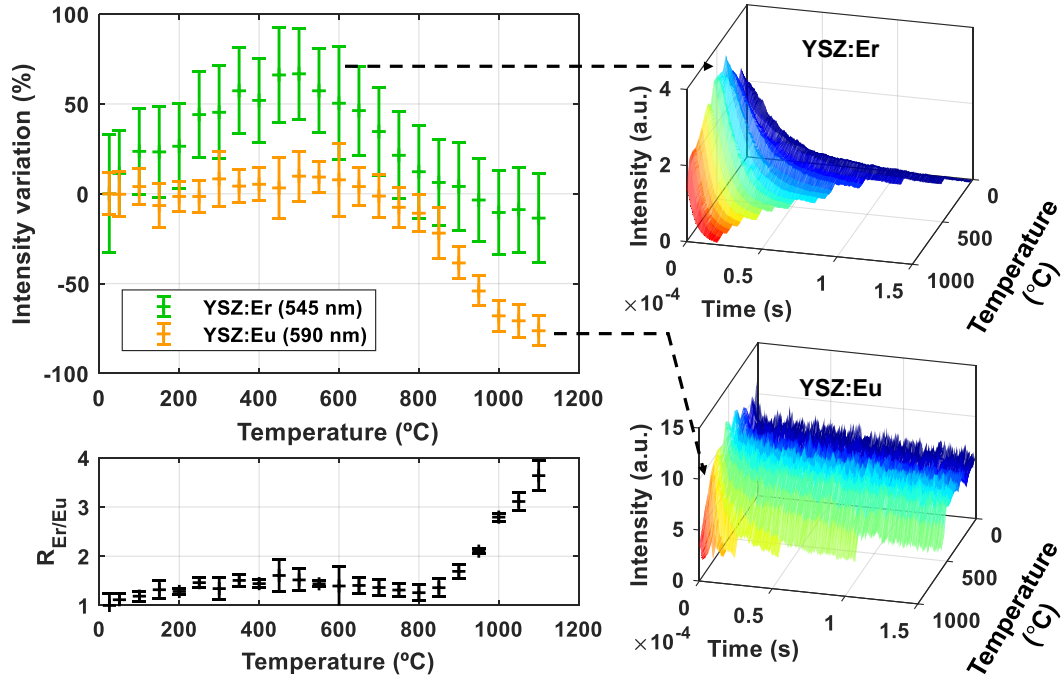 100
50
0
-50
-100
Intensity variation (%)
YSZ:Er (545 nm)
YSZ:Eu (590 nm)
0 200 400 600 800 1000 1200
Temperature (ºC)
4
3
2
1
R_Er/Eu
0 200 400 600 800 1000 1200
Temperature (ºC)
YSZ:Er
4
2
0
Intensity (a.u.)
0 0.5 1 1.5
×10⁻⁴
Time (s)
0
500
1000
Temperature
(°C)
YSZ:Eu
15
10
5
0
Intensity (a.u.)
0 0.5 1 1.5
×10⁻⁴
Time (s)
0
500
1000
Temperature
(°C)